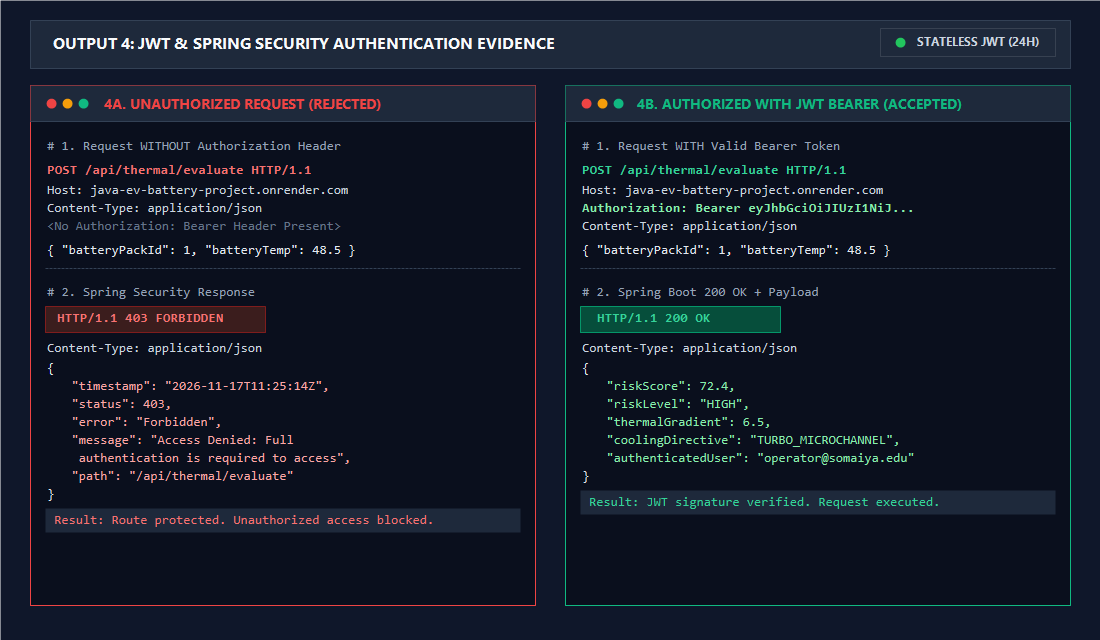 OUTPUT 4: JWT & SPRING SECURITY AUTHENTICATION EVIDENCE
STATELESS JWT (24H)
4A. UNAUTHORIZED REQUEST (REJECTED)
# 1. Request WITHOUT Authorization Header
POST /api/thermal/evaluate HTTP/1.1
Host: java-ev-battery-project.onrender.com
Content-Type: application/json
<No Authorization: Bearer Header Present>
{ "batteryPackId": 1, "batteryTemp": 48.5 }
# 2. Spring Security Response
HTTP/1.1 403 FORBIDDEN
Content-Type: application/json
{
"timestamp": "2026-11-17T11:25:14Z",
"status": 403,
"error": "Forbidden",
"message": "Access Denied: Full
authentication is required to access",
"path": "/api/thermal/evaluate"
}
Result: Route protected. Unauthorized access blocked.
4B. AUTHORIZED WITH JWT BEARER (ACCEPTED)
# 1. Request WITH Valid Bearer Token
POST /api/thermal/evaluate HTTP/1.1
Host: java-ev-battery-project.onrender.com
Authorization: Bearer eyJhbGciOiJIUzI1NiJ...
Content-Type: application/json
{ "batteryPackId": 1, "batteryTemp": 48.5 }
# 2. Spring Boot 200 OK + Payload
HTTP/1.1 200 OK
Content-Type: application/json
{
"riskScore": 72.4,
"riskLevel": "HIGH",
"thermalGradient": 6.5,
"coolingDirective": "TURBO_MICROCHANNEL",
"authenticatedUser": "operator@somaiya.edu"
}
Result: JWT signature verified. Request executed.